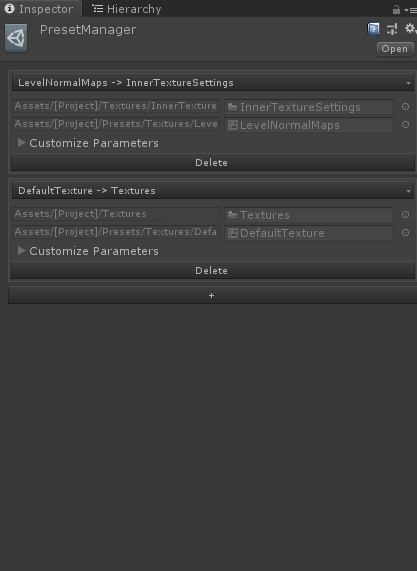 Inspector
Hierarchy
PresetManager
Open
LevelNormalMaps -> InnerTextureSettings
Assets/[Project]/Textures/InnerTexture
InnerTextureSettings
Assets/[Project]/Presets/Textures/Leve
LevelNormalMaps
Customize Parameters
Delete
DefaultTexture -> Textures
Assets/[Project]/Textures
Textures
Assets/[Project]/Presets/Textures/Defa
DefaultTexture
Customize Parameters
Delete
+